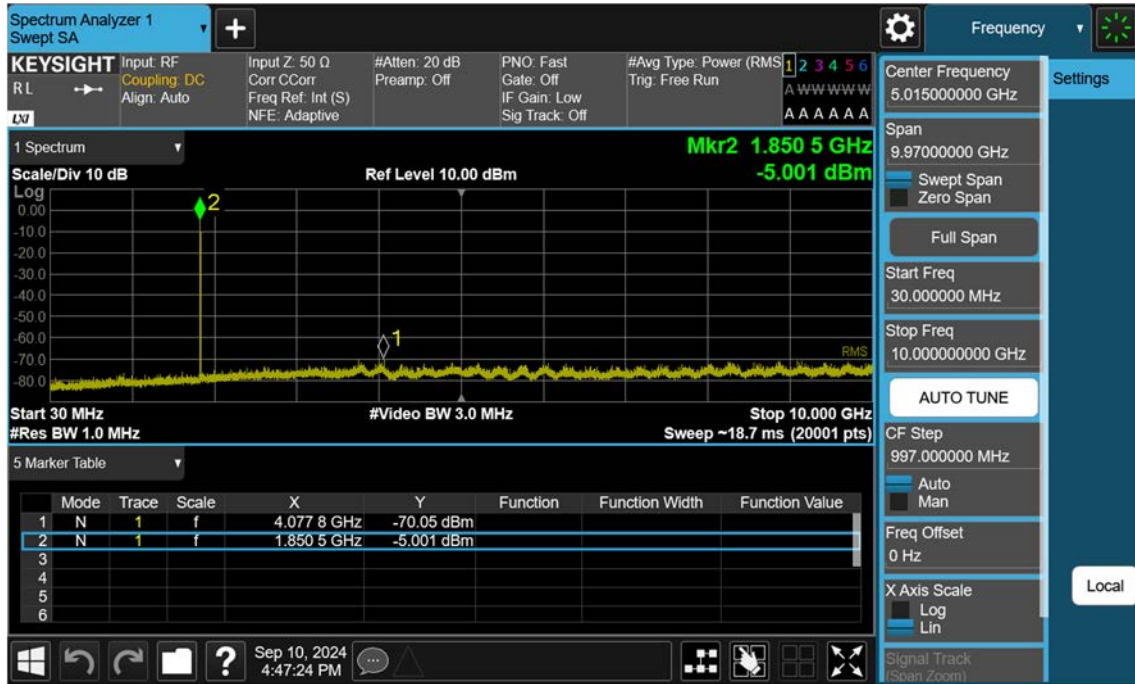 Spectrum Analyzer 1
Swept SA
+
Frequency
KEYSIGHT
RL
LXI
Input: RF
Coupling: DC
Align: Auto
Input Z: 50 Ω
Corr CCorr
Freq Ref: Int (S)
NFE: Adaptive
#Atten: 20 dB
Preamp: Off
PNO: Fast
Gate: Off
IF Gain: Low
Sig Track: Off
#Avg Type: Power (RMS
Trig: Free Run
1 2 3 4 5 6
A W W W W W
A A A A A A
1 Spectrum
Mkr2 1.850 5 GHz
-5.001 dBm
Scale/Div 10 dB
Ref Level 10.00 dBm
Log
0.00
-10.0
-20.0
-30.0
-40.0
-50.0
-60.0
-70.0
-80.0
2
1
RMS
Start 30 MHz
#Video BW 3.0 MHz
Stop 10.000 GHz
#Res BW 1.0 MHz
Sweep ~18.7 ms (20001 pts)
5 Marker Table
Mode Trace Scale X Y Function Function Width Function Value
1 N 1 f 4.077 8 GHz -70.05 dBm
2 N 1 f 1.850 5 GHz -5.001 dBm
3
4
5
6
?
Sep 10, 2024
4:47:24 PM
Center Frequency
5.015000000 GHz
Span
9.97000000 GHz
Swept Span
Zero Span
Full Span
Start Freq
30.000000 MHz
Stop Freq
10.000000000 GHz
AUTO TUNE
CF Step
997.000000 MHz
Auto
Man
Freq Offset
0 Hz
X Axis Scale
Log
Lin
Signal Track
(Span Zoom)
Settings
Local